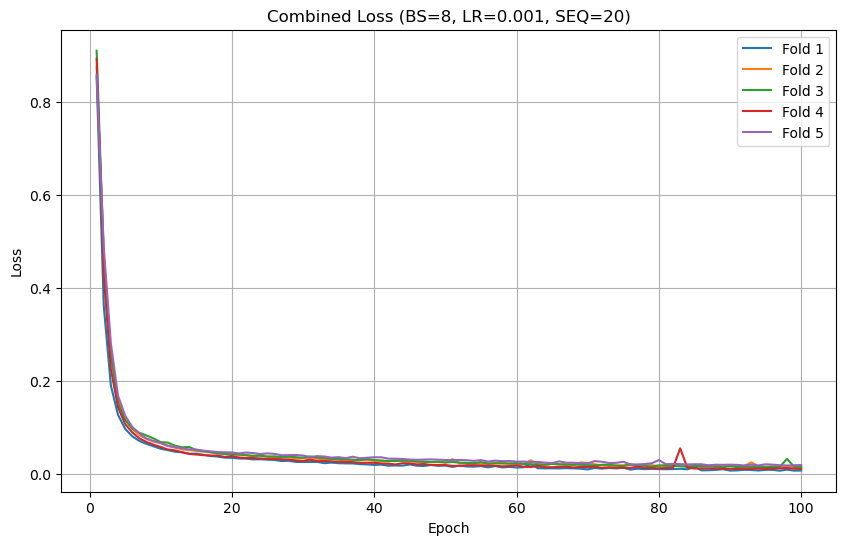 Combined Loss (BS=8, LR=0.001, SEQ=20)
Fold 1
Fold 2
Fold 3
Fold 4
Fold 5
Loss
0.8
0.6
0.4
0.2
0.0
0 20 40 60 80 100
Epoch